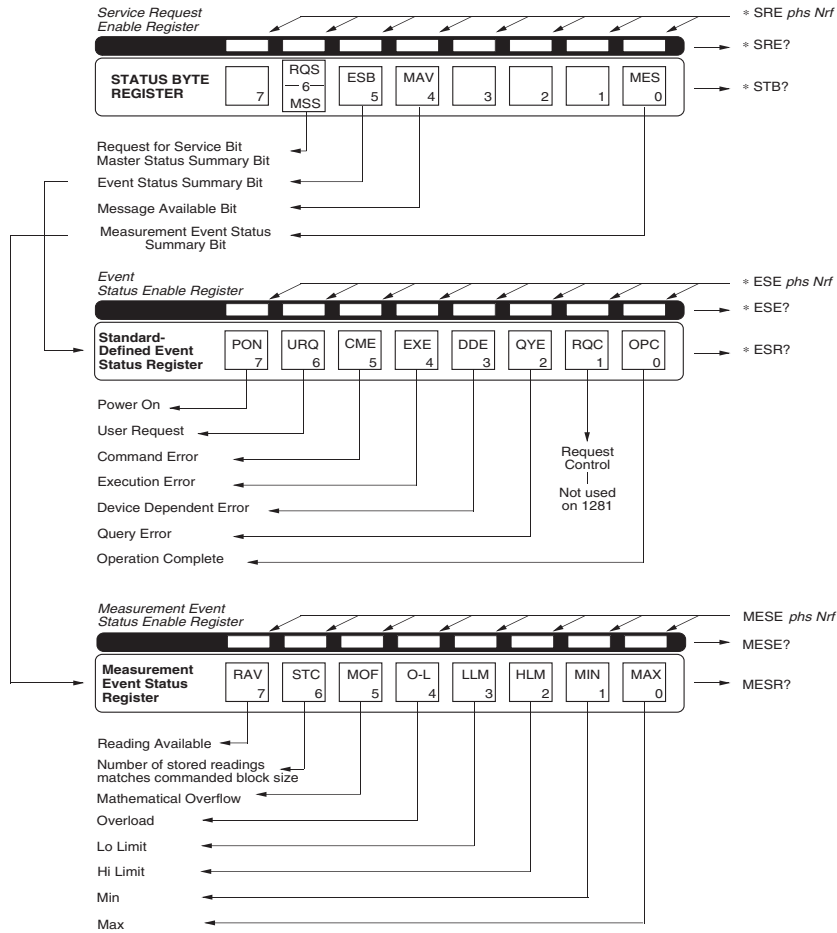 Service Request
Enable Register
∗ SRE phs Nrf
∗ SRE?
STATUS BYTE
REGISTER
7
RQS
6
MSS
ESB
5
MAV
4
3
2
1
MES
0
∗ STB?
Request for Service Bit
Master Status Summary Bit
Event Status Summary Bit
Message Available Bit
Measurement Event Status
Summary Bit
Event
Status Enable Register
∗ ESE phs Nrf
∗ ESE?
Standard-
Defined Event
Status Register
PON
7
URQ
6
CME
5
EXE
4
DDE
3
QYE
2
RQC
1
OPC
0
∗ ESR?
Power On
User Request
Command Error
Execution Error
Device Dependent Error
Query Error
Operation Complete
Request
Control
Not used
on 1281
Measurement Event
Status Enable Register
MESE phs Nrf
MESE?
Measurement
Event Status
Register
RAV
7
STC
6
MOF
5
O-L
4
LLM
3
HLM
2
MIN
1
MAX
0
MESR?
Reading Available
Number of stored readings
matches commanded block size
Mathematical Overflow
Overload
Lo Limit
Hi Limit
Min
Max